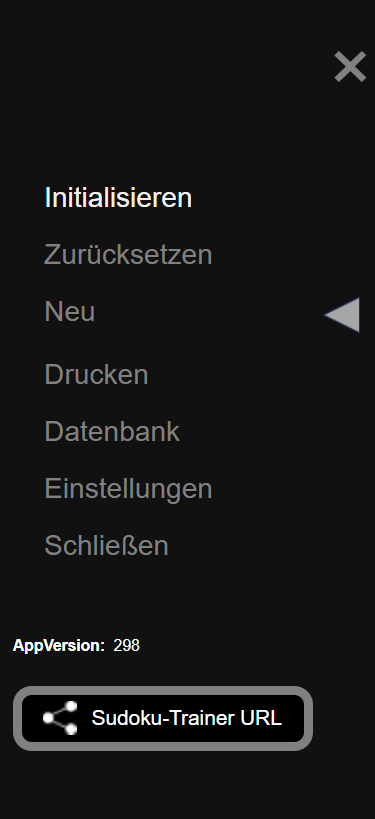 Initialisieren
Zurücksetzen
Neu
Drucken
Datenbank
Einstellungen
Schließen
AppVersion: 298
Sudoku-Trainer URL